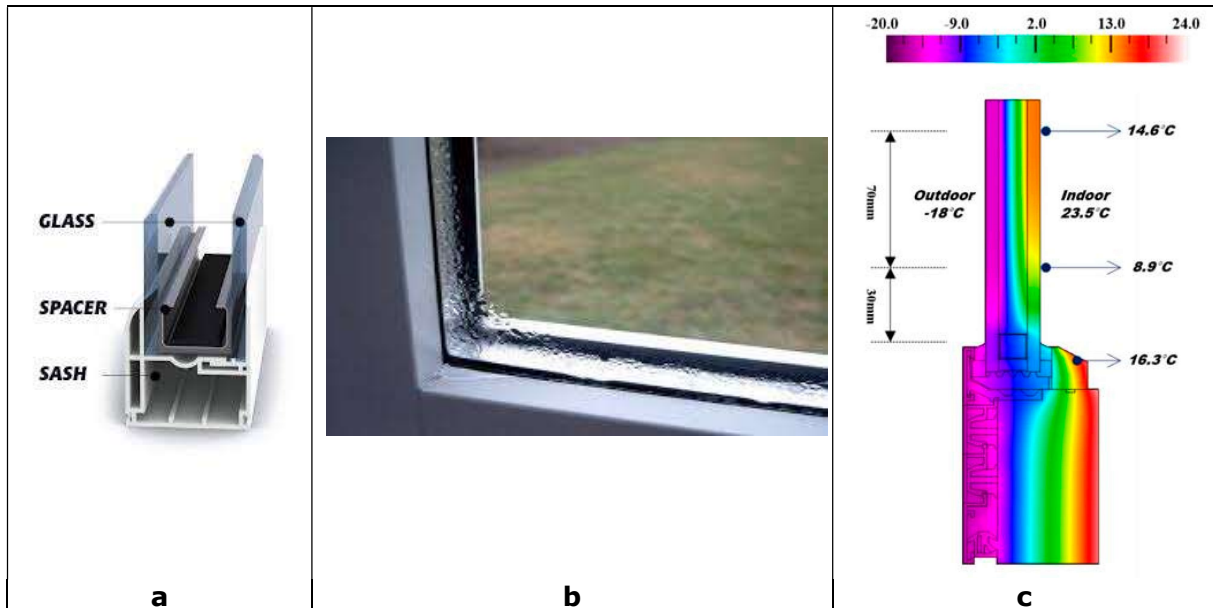 GLASS
SPACER
SASH
a
b
-20.0 -9.0 2.0 13.0 24.0
14.6°C
70mm
Outdoor
-18°C
Indoor
23.5°C
8.9°C
30mm
16.3°C
c